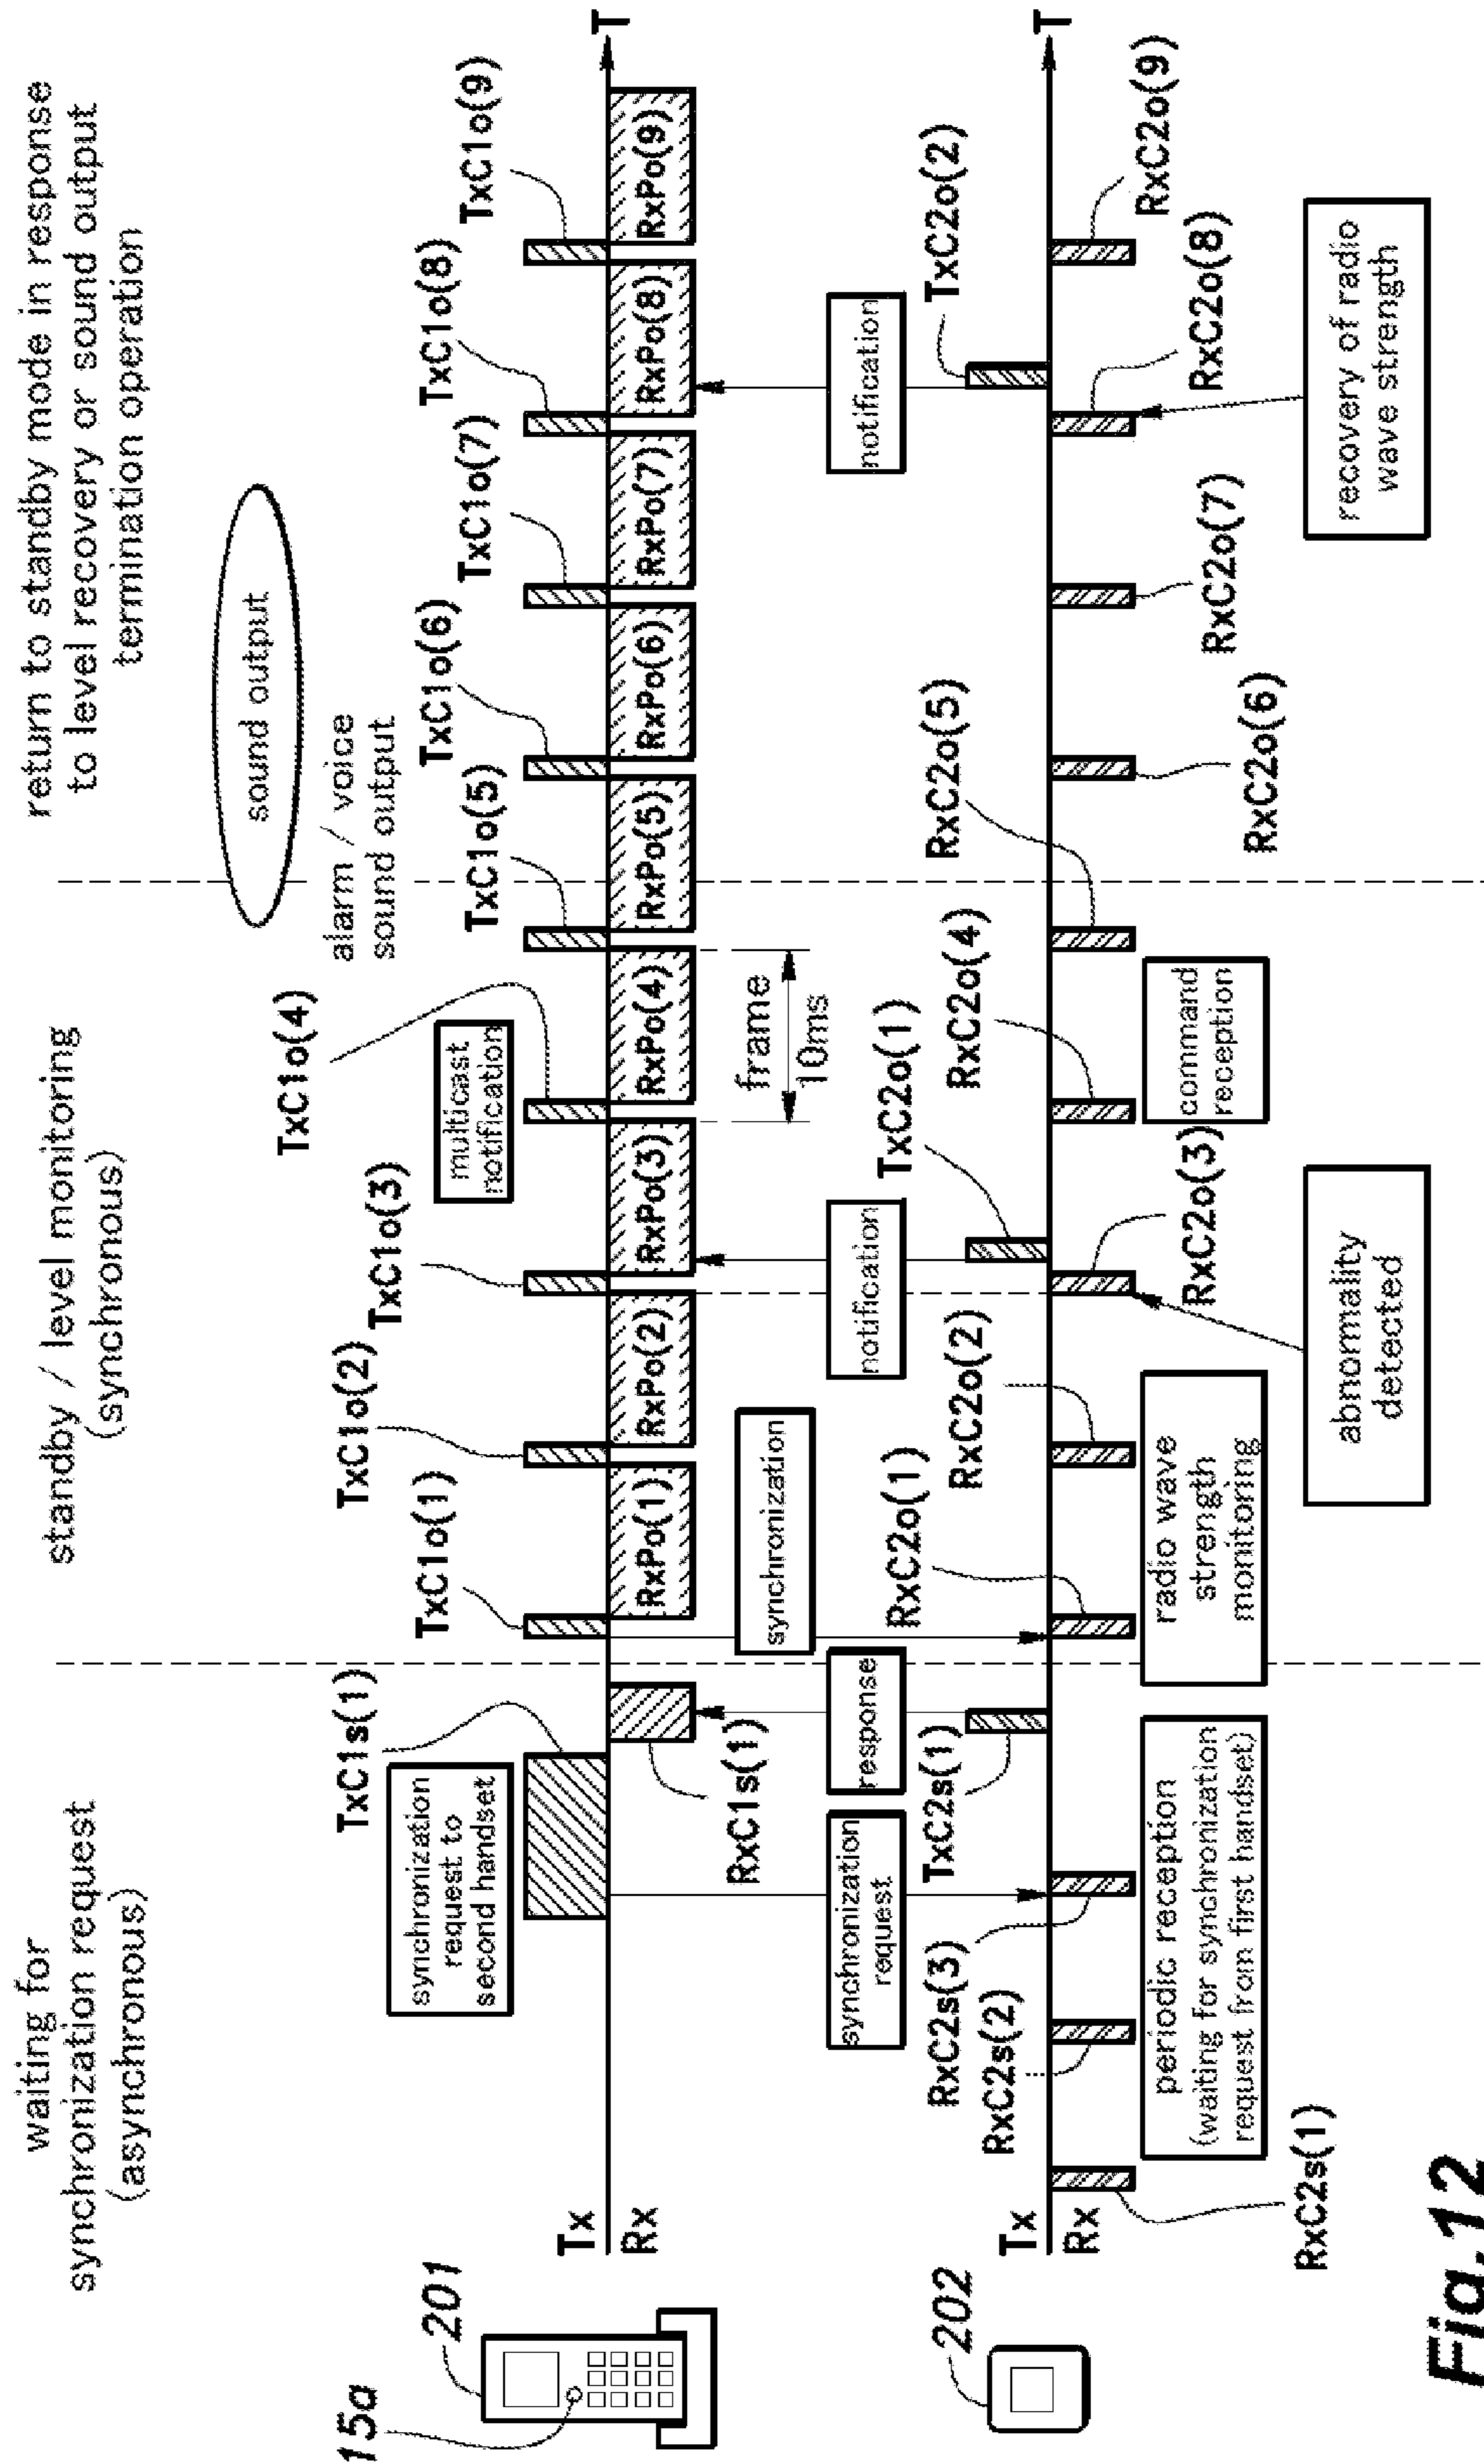 waiting for
synchronization request
(asynchronous)
standby / level monitoring
(synchronous)
return to standby mode in response
to level recovery or sound output
termination operation
sound output
alarm / voice
sound output
15a
201
Tx
Rx
synchronization
request to
second handset
TxC1s(1)
RxC1s(1)
TxC1o(1)
TxC1o(2)
TxC1o(3)
multicast
notification
TxC1o(4)
TxC1o(5)
TxC1o(6)
TxC1o(7)
TxC1o(8)
TxC1o(9)
T
RxPo(1)
RxPo(2)
RxPo(3)
RxPo(4)
RxPo(5)
RxPo(6)
RxPo(7)
RxPo(8)
RxPo(9)
frame
10ms
synchronization
request
response
synchronization
notification
notification
202
Tx
Rx
RxC2s(1)
RxC2s(2)
RxC2s(3)
TxC2s(1)
RxC2o(1)
RxC2o(2)
TxC2o(1)
RxC2o(3)
RxC2o(4)
RxC2o(5)
RxC2o(6)
RxC2o(7)
TxC2o(2)
RxC2o(8)
RxC2o(9)
T
periodic reception
(waiting for synchronization
request from first handset)
radio wave
strength
monitoring
abnormality
detected
command
reception
recovery of radio
wave strength
Fig.12